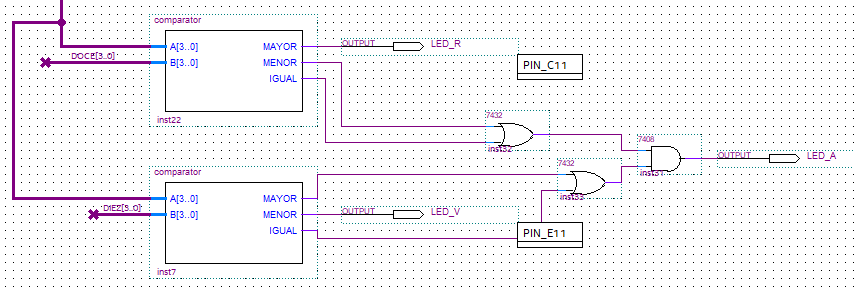 comparator
A[3..0]
B[3..0]
MAYOR
MENOR
IGUAL
inst22
DOCE[3..0]
OUTPUT
LED_R
PIN_C11
7432
inst32
7432
inst33
7408
inst31
OUTPUT
LED_A
comparator
A[3..0]
B[3..0]
MAYOR
MENOR
IGUAL
inst7
DIEZ[3..0]
OUTPUT
LED_V
PIN_E11